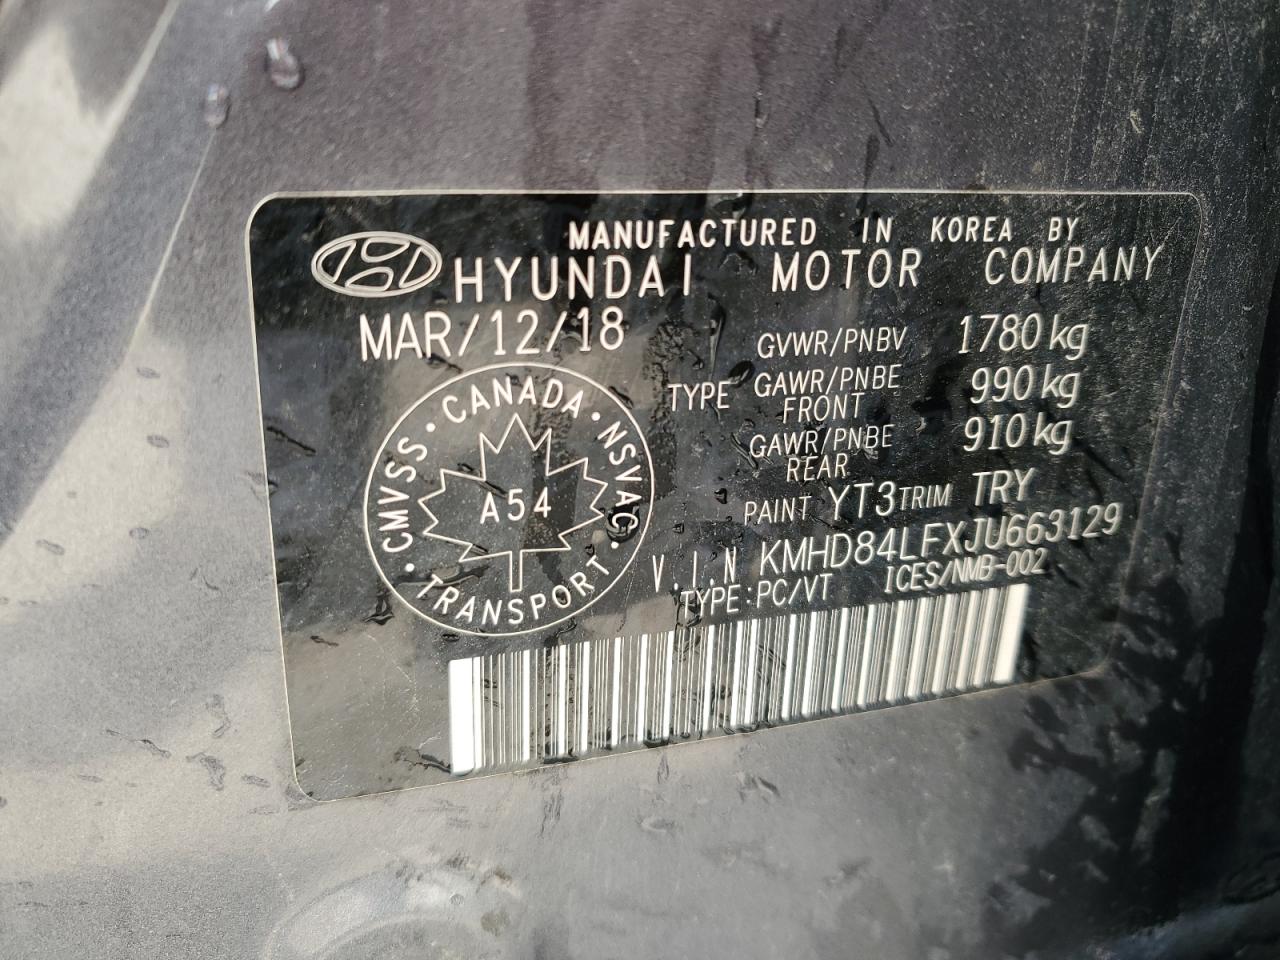 MANUFACTURED IN KOREA BY
HYUNDAI MOTOR COMPANY
MAR/12/18
GVWR/PNBV 1780 kg
TYPE GAWR/PNBE FRONT 990 kg
GAWR/PNBE REAR 910 kg
PAINT YT3 TRIM TRY
V.I.N KMHD84LFXJU663129
TYPE : PC/VT ICES/NMB-002
CMVSS · CANADA · NSVAC · TRANSPORT ·
A54